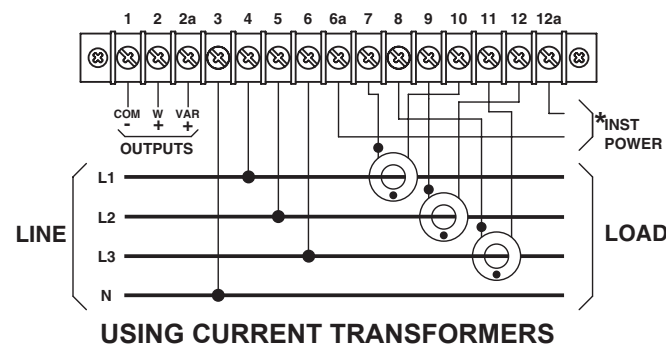 1 2 2a 3 4 5 6 6a 7 8 9 10 11 12 12a
COM W VAR
- + +
OUTPUTS
*INST
POWER
L1
L2
LINE
LOAD
L3
N
USING CURRENT TRANSFORMERS